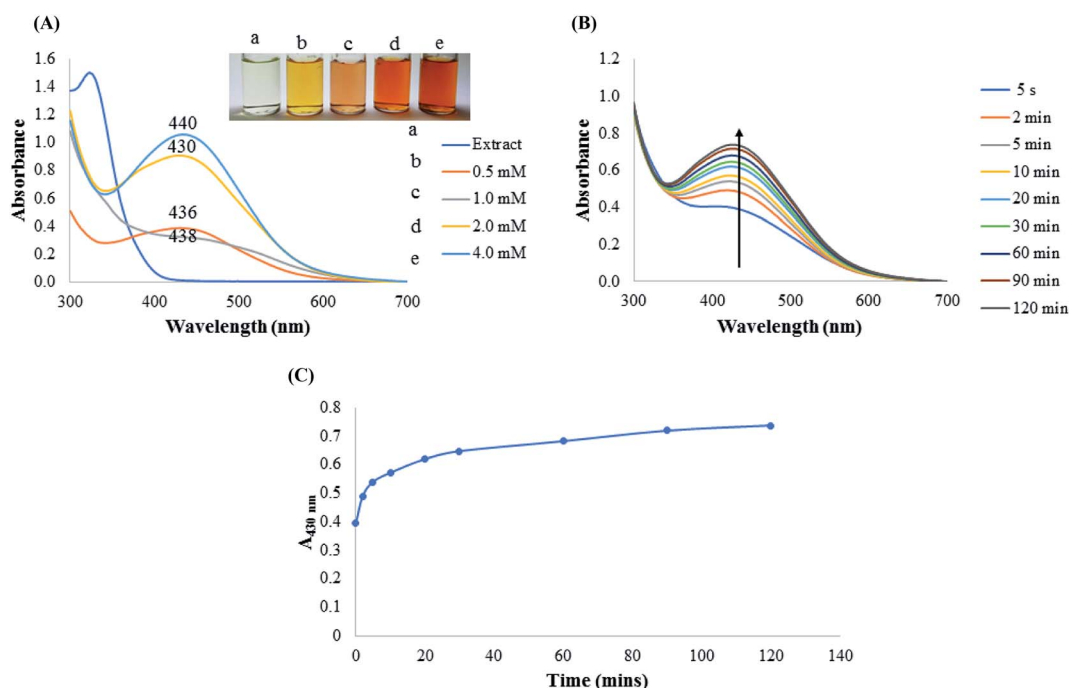 (A)
a b c d e
1.6
1.4
1.2
1.0
0.8
0.6
0.4
0.2
0.0
Absorbance
440
430
436
438
300 400 500 600 700
Wavelength (nm)
a Extract
b 0.5 mM
c 1.0 mM
d 2.0 mM
e 4.0 mM
(B)
1.2
1.0
0.8
0.6
0.4
0.2
0.0
Absorbance
300 400 500 600 700
Wavelength (nm)
5 s
2 min
5 min
10 min
20 min
30 min
60 min
90 min
120 min
(C)
0.8
0.7
0.6
0.5
0.4
0.3
0.2
0.1
0
A430 nm
0 20 40 60 80 100 120 140
Time (mins)